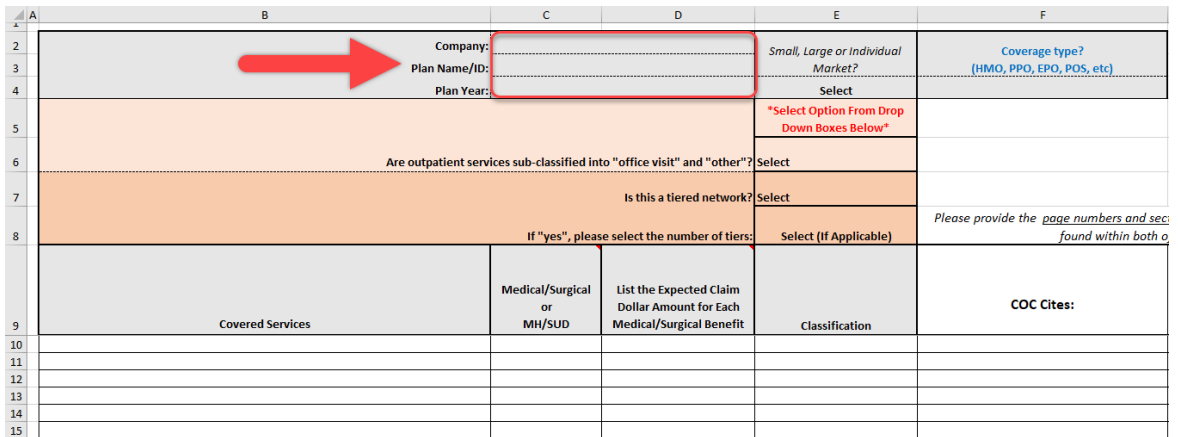 A B C D E F
2 Company: Small, Large or Individual Coverage type?
3 Plan Name/ID: Market? (HMO, PPO, EPO, POS, etc)
4 Plan Year: Select
*Select Option From Drop
5 Down Boxes Below*
6 Are outpatient services sub-classified into "office visit" and "other"? Select
7 Is this a tiered network? Select
Please provide the page numbers and sect
8 If "yes", please select the number of tiers: Select (If Applicable) found within both o
Medical/Surgical List the Expected Claim
or Dollar Amount for Each COC Cites:
9 Covered Services MH/SUD Medical/Surgical Benefit Classification
10
11
12
13
14
15